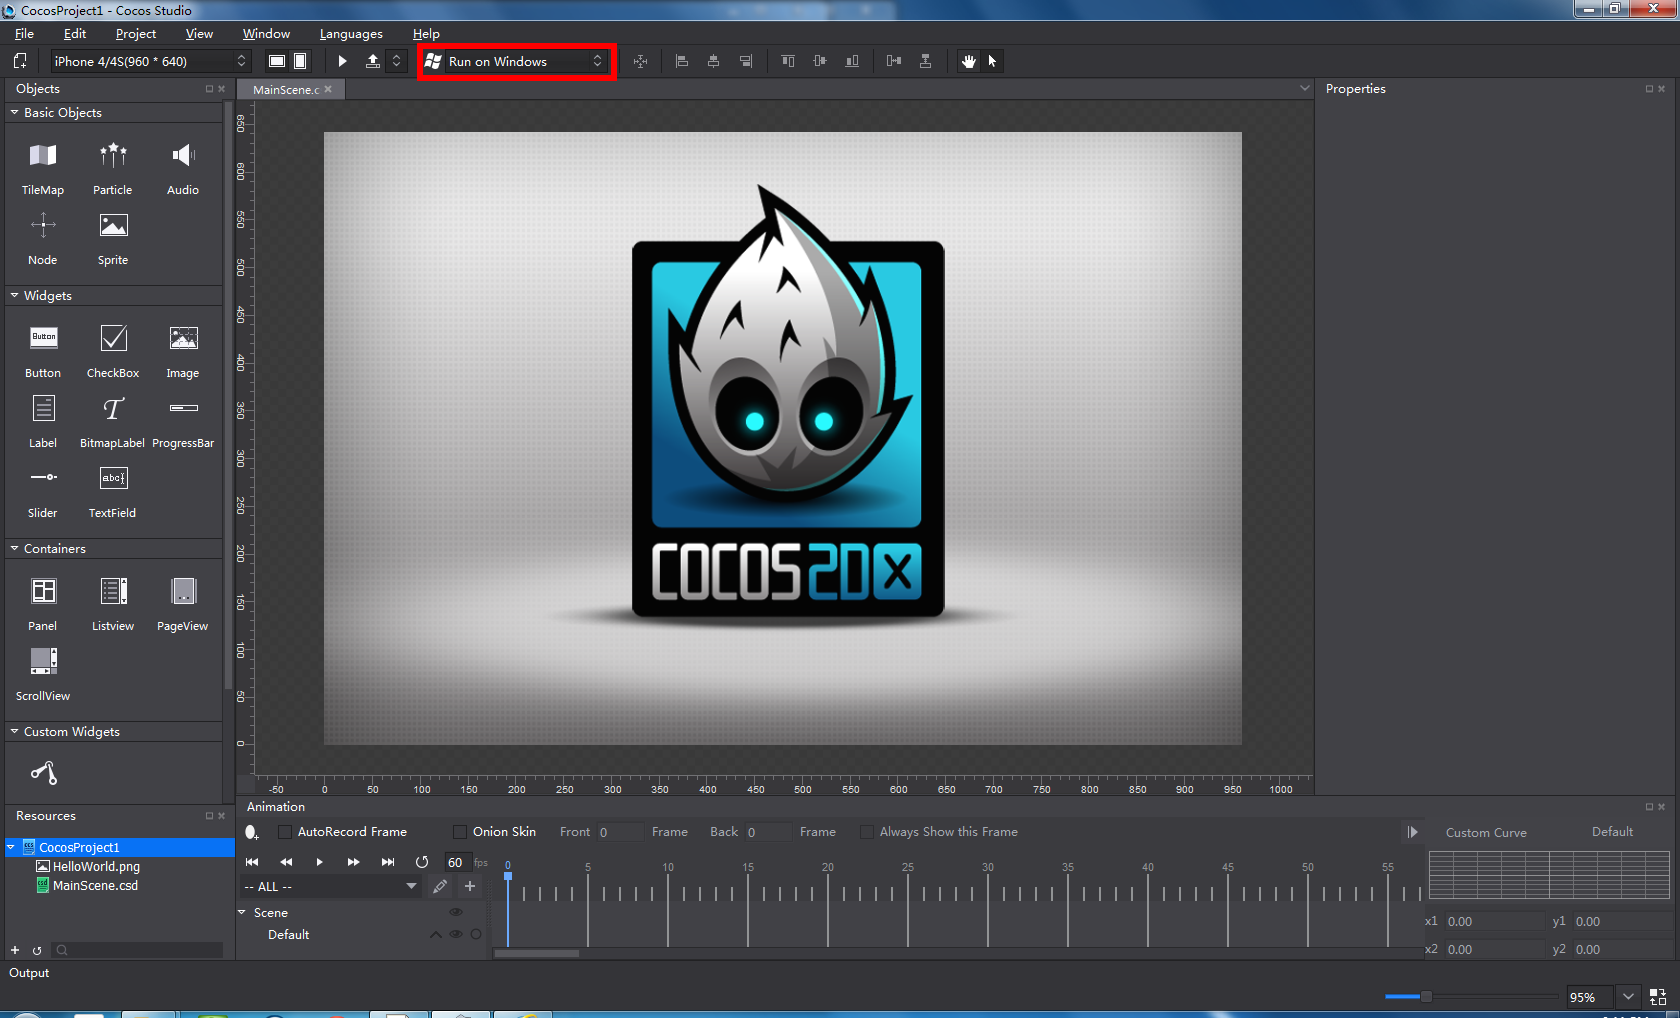 CocosProject1 - Cocos Studio
File Edit Project View Window Languages Help
iPhone 4/4S(960 * 640) Run on Windows
Objects
MainScene.c
Properties
Basic Objects
TileMap Particle Audio
Node Sprite
Widgets
Button
Button CheckBox Image
Label BitmapLabel ProgressBar
abc
Slider TextField
Containers
Panel Listview PageView
ScrollView
Custom Widgets
650
600
550
500
450
400
350
300
250
200
150
100
50
0
COCOS2DX
-50 0 50 100 150 200 250 300 350 400 450 500 550 600 650 700 750 800 850 900 950 1000
Resources
CocosProject1
HelloWorld.png
MainScene.csd
Animation
AutoRecord Frame Onion Skin Front 0 Frame Back 0 Frame Always Show this Frame
Custom Curve Default
60 fps
0 5 10 15 20 25 30 35 40 45 50 55
-- ALL --
Scene
Default
x1 0.00 y1 0.00
x2 0.00 y2 0.00
Output
95%